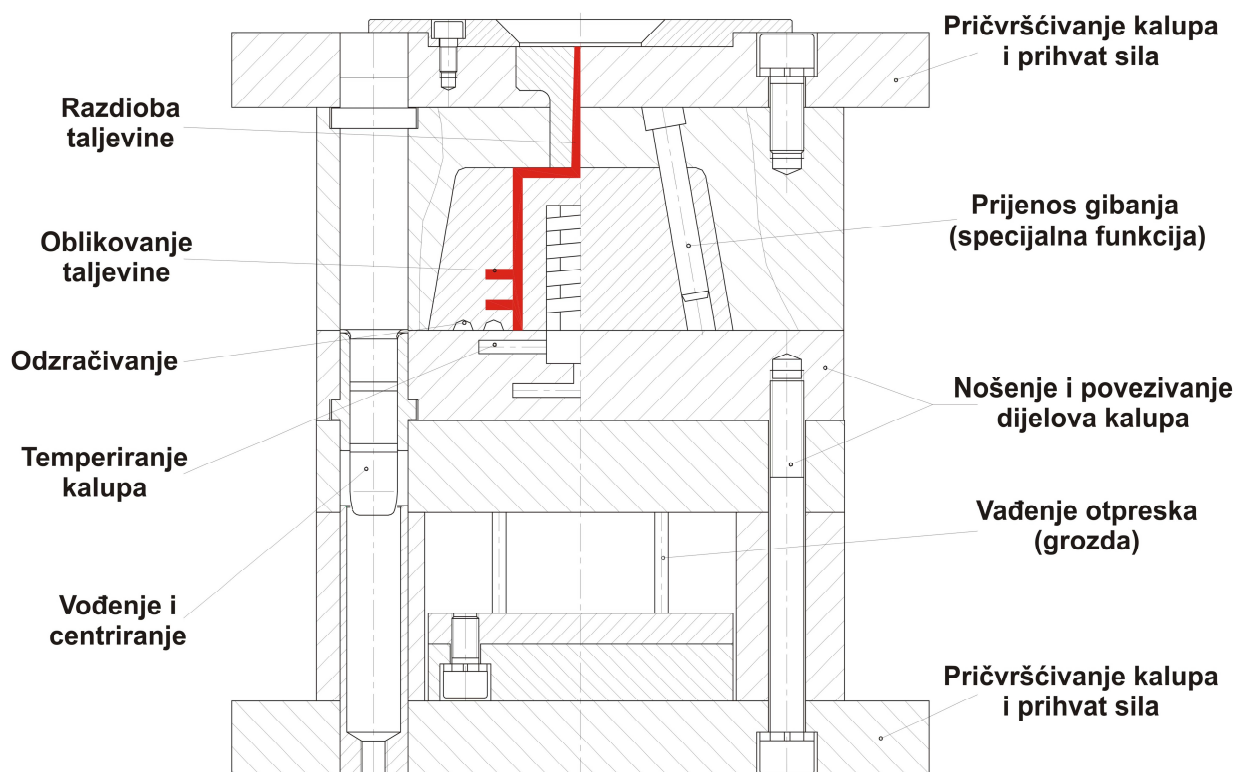 Pričvršćivanje kalupa
i prihvat sila
Razdioba
taljevine
Prijenos gibanja
(specijalna funkcija)
Oblikovanje
taljevine
Odzračivanje
Nošenje i povezivanje
dijelova kalupa
Temperiranje
kalupa
Vađenje otpreska
(grozda)
Vođenje i
centriranje
Pričvršćivanje kalupa
i prihvat sila